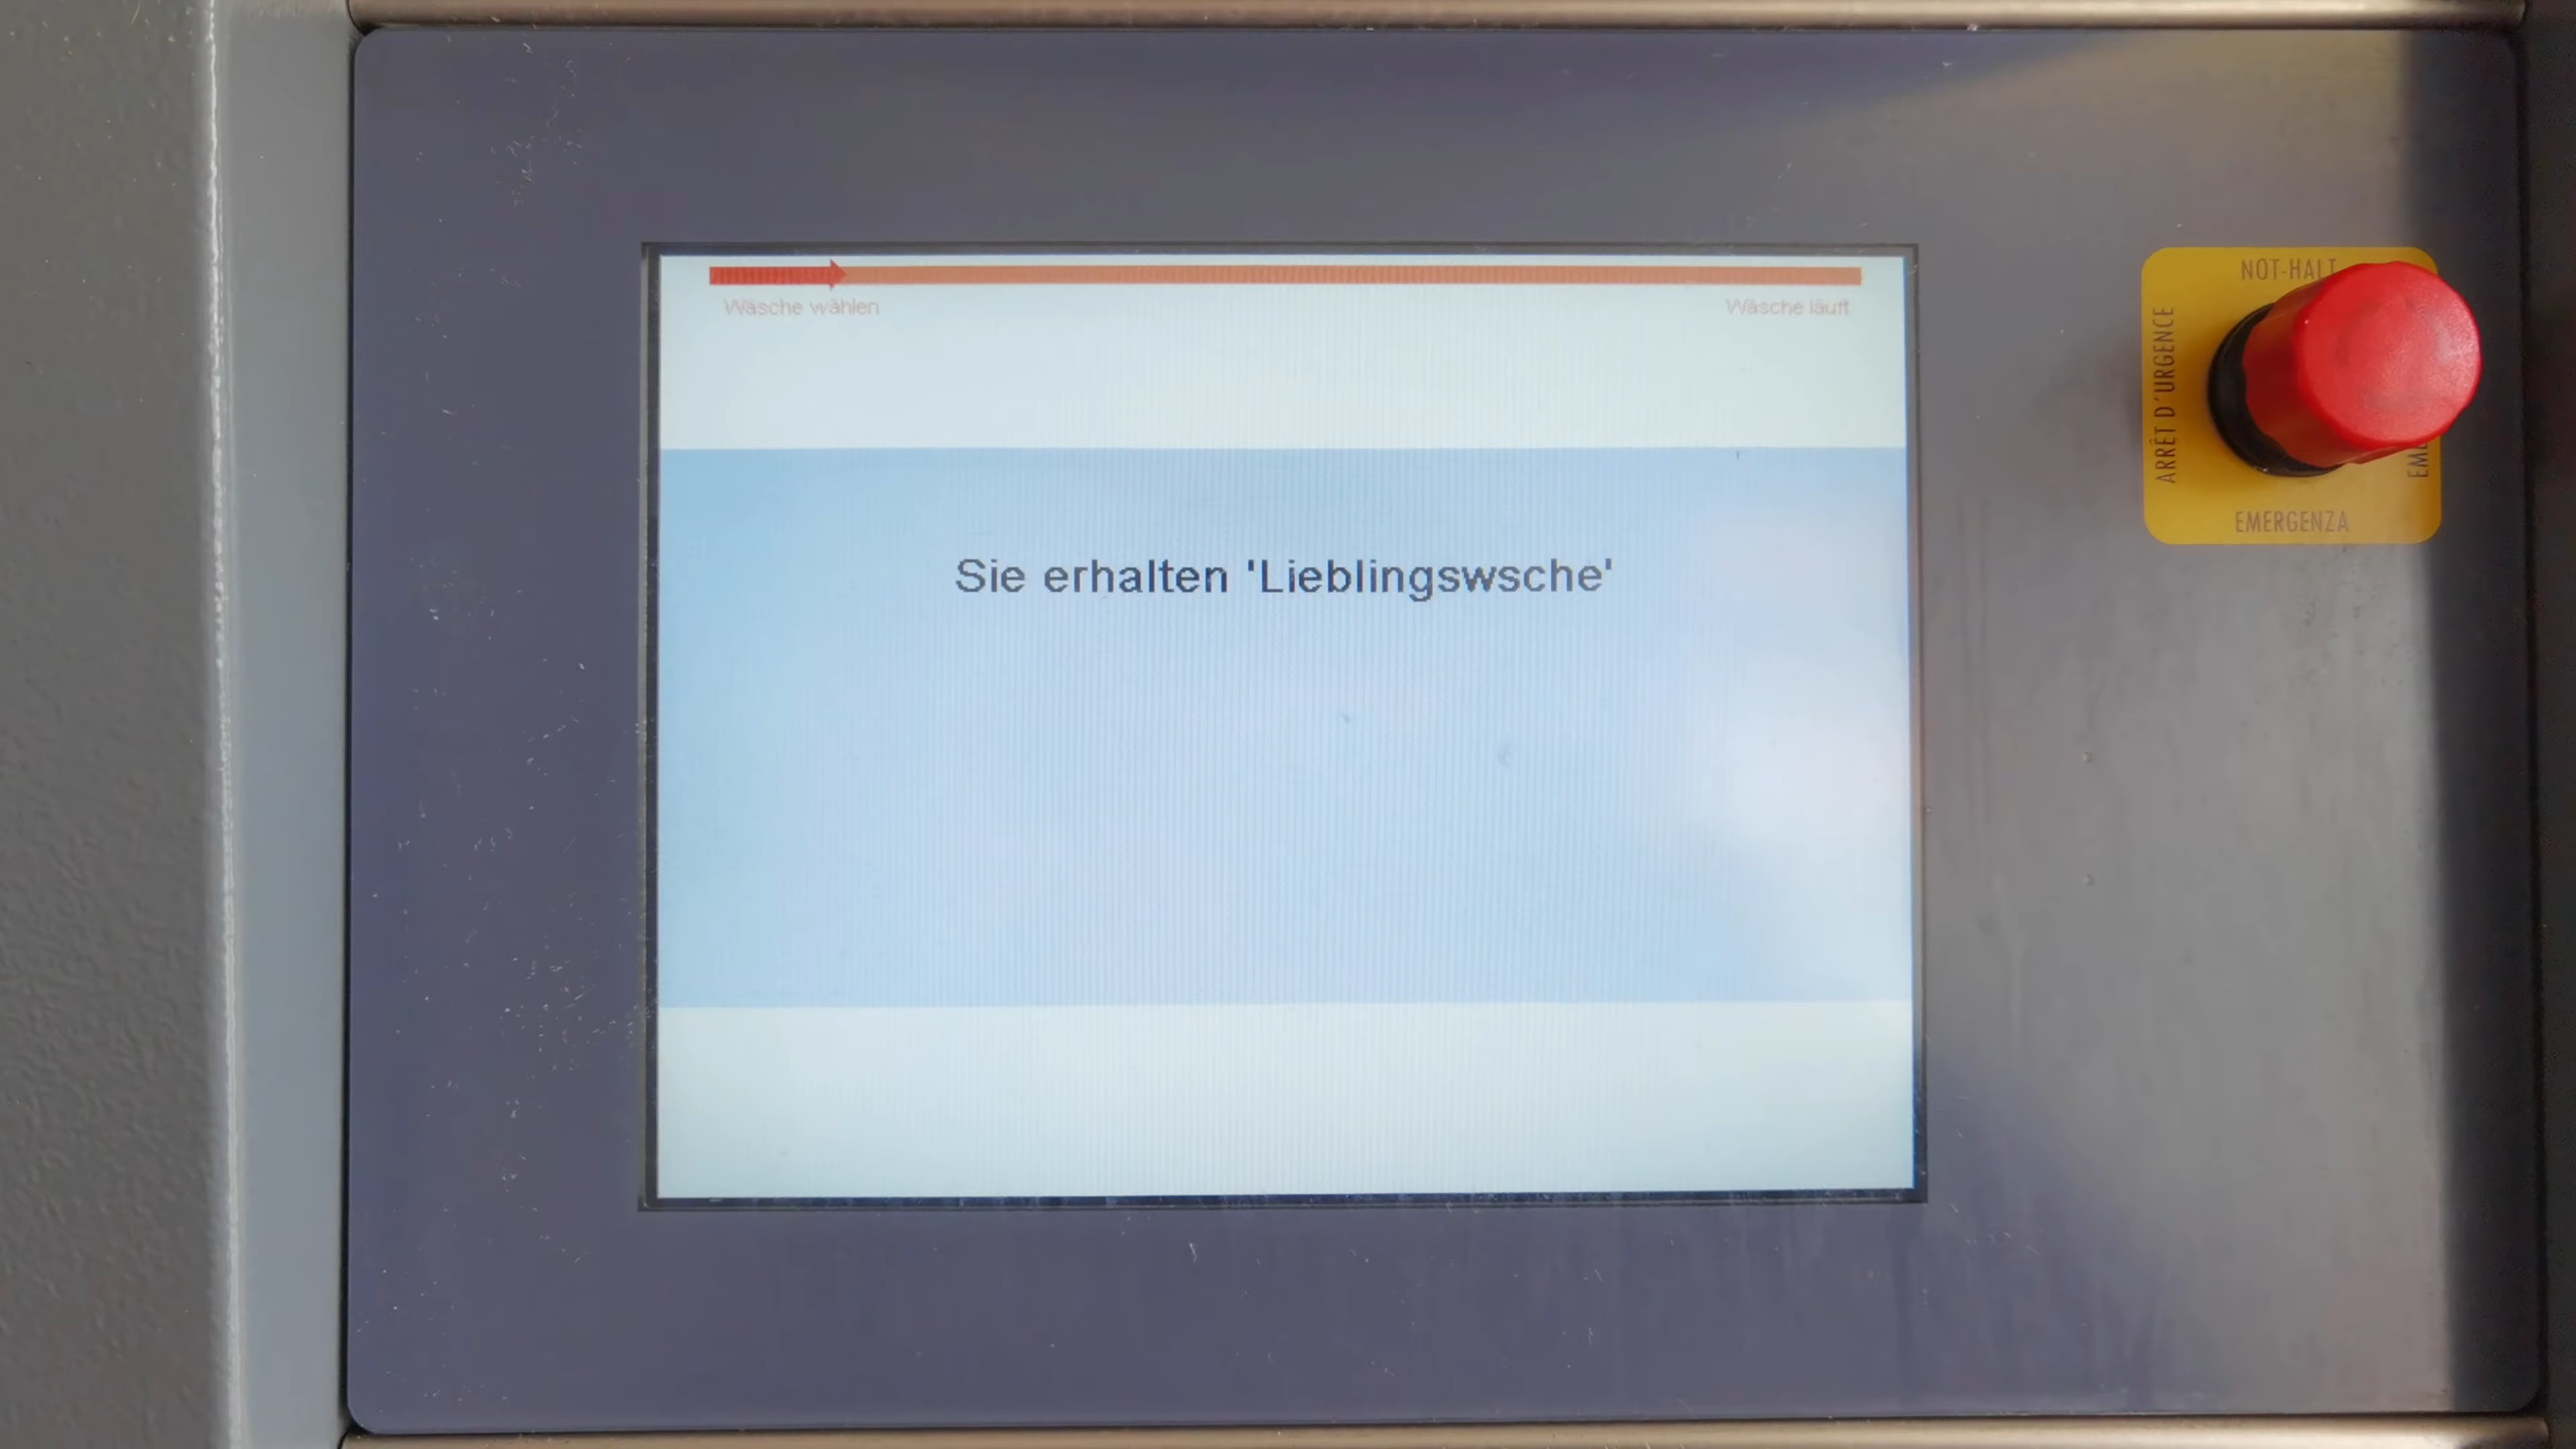 Wäsche wählen
Wäsche läuft
Sie erhalten 'Lieblingswsche'
NOT-HALT
ARRÊT D'URGENCE
EMERGENZA